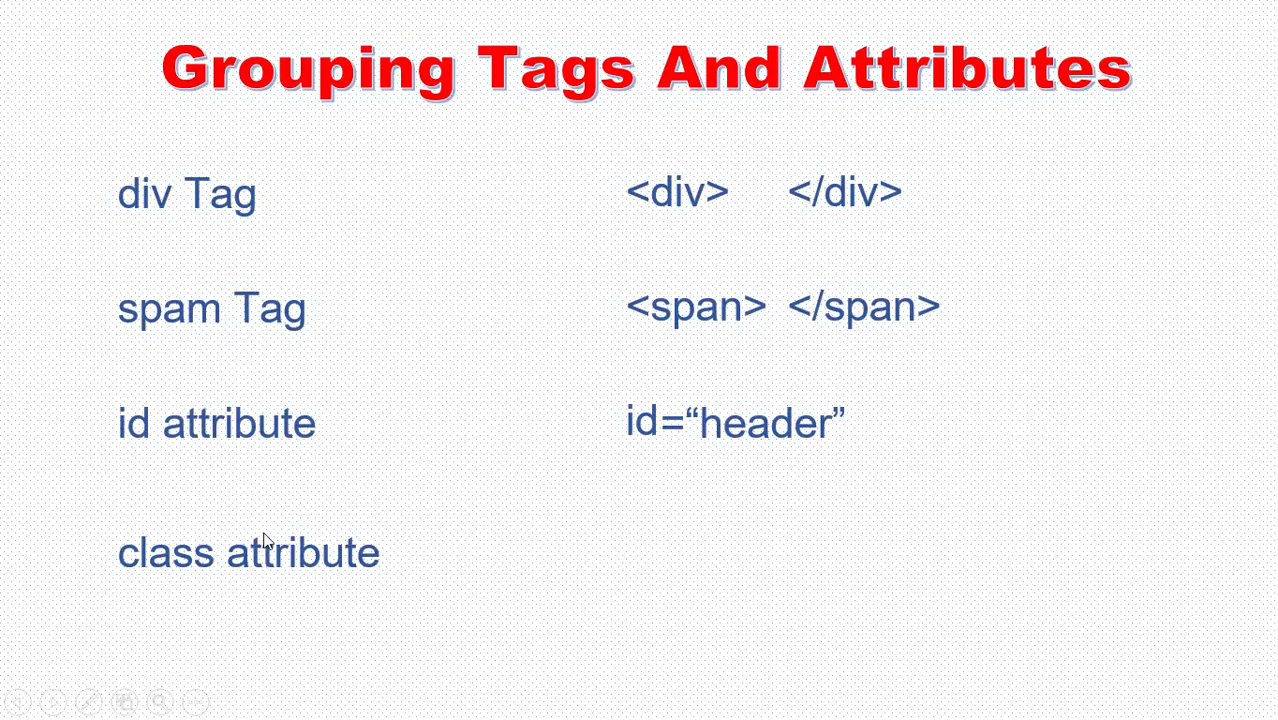 Grouping Tags And Attributes
div Tag <div> </div>
spam Tag <span> </span>
id attribute id=“header”
class attribute